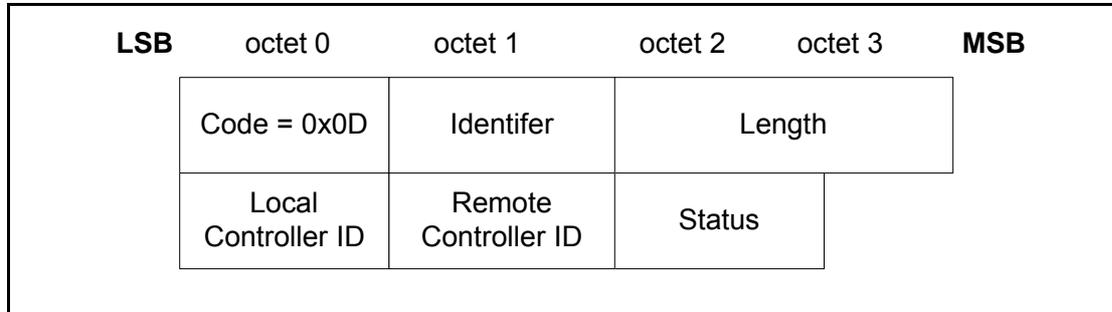 LSB octet 0 octet 1 octet 2 octet 3 MSB
Code = 0x0D Identifer Length
Local Remote
Controller ID Controller ID Status